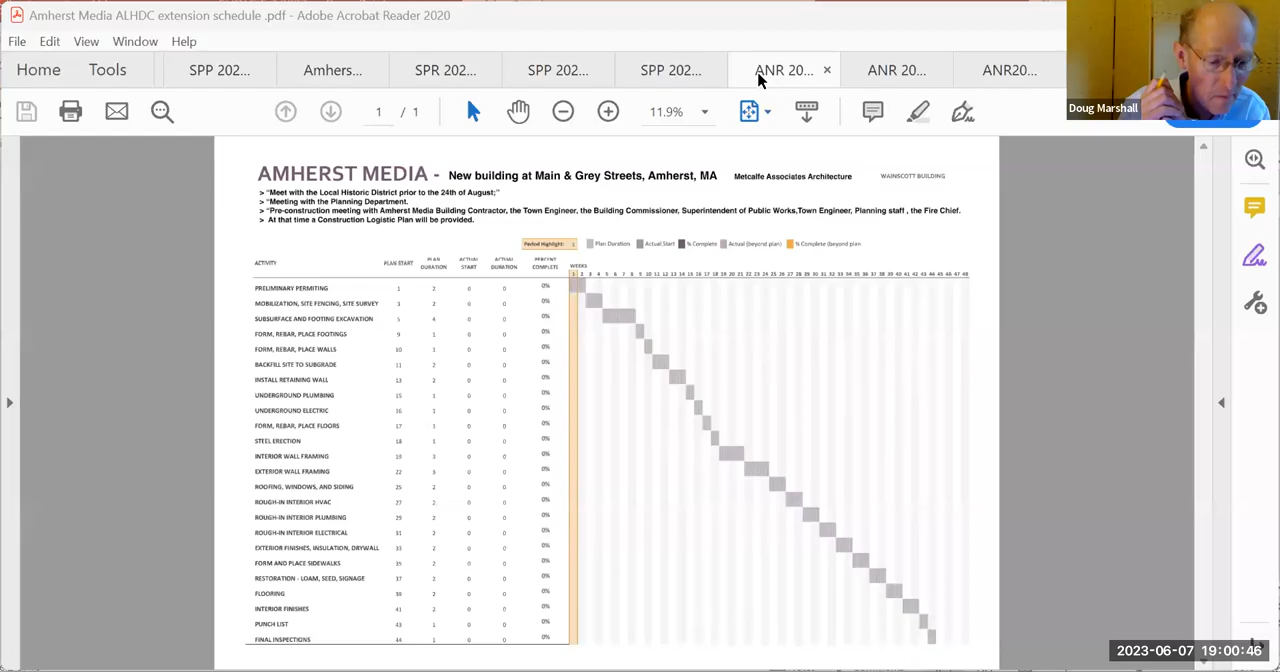 Amherst Media ALHDC extension schedule .pdf - Adobe Acrobat Reader 2020
File Edit View Window Help
Home Tools SPP 202... Amhers... SPR 202... SPP 202... SPP 202... ANR 20... × ANR 20... ANR20...
1 / 1 11.9%
Doug Marshall
AMHERST MEDIA - New building at Main & Grey Streets, Amherst, MA Metcalfe Associates Architecture WAINSCOTT BUILDING
> "Meet with the Local Historic District prior to the 24th of August;"
> "Meeting with the Planning Department.
> "Pre-construction meeting with Amherst Media Building Contractor, the Town Engineer, the Building Commissioner, Superintendent of Public Works,Town Engineer, Planning staff , the Fire Chief.
> At that time a Construction Logistic Plan will be provided.
Period Highlight: 1 Plan Duration Actual Start % Complete Actual (beyond plan) % Complete (beyond plan
ACTIVITY PLAN START PLAN DURATION ACTUAL START ACTUAL DURATION PERCENT COMPLETE WEEKS
1 2 3 4 5 6 7 8 9 10 11 12 13 14 15 16 17 18 19 20 21 22 23 24 25 26 27 28 29 30 31 32 33 34 35 36 37 38 39 40 41 42 43 44 45 46 47 48
PRELIMINARY PERMITING 1 2 0 0 0%
MOBILIZATION, SITE FENCING, SITE SURVEY 3 2 0 0 0%
SUBSURFACE AND FOOTING EXCAVATION 5 4 0 0 0%
FORM, REBAR, PLACE FOOTINGS 9 1 0 0 0%
FORM, REBAR, PLACE WALLS 10 1 0 0 0%
BACKFILL SITE TO SUBGRADE 11 2 0 0 0%
INSTALL RETAINING WALL 13 2 0 0 0%
UNDERGROUND PLUMBING 15 1 0 0 0%
UNDERGROUND ELECTRIC 16 1 0 0 0%
FORM, REBAR, PLACE FLOORS 17 1 0 0 0%
STEEL ERECTION 18 1 0 0 0%
INTERIOR WALL FRAMING 19 3 0 0 0%
EXTERIOR WALL FRAMING 22 3 0 0 0%
ROOFING, WINDOWS, AND SIDING 25 2 0 0 0%
ROUGH-IN INTERIOR HVAC 27 2 0 0 0%
ROUGH-IN INTERIOR PLUMBING 29 2 0 0 0%
ROUGH-IN INTERIOR ELECTRICAL 31 2 0 0 0%
EXTERIOR FINISHES, INSULATION, DRYWALL 33 2 0 0 0%
FORM AND PLACE SIDEWALKS 35 2 0 0 0%
RESTORATION - LOAM, SEED, SIGNAGE 37 2 0 0 0%
FLOORING 39 2 0 0 0%
INTERIOR FINISHES 41 2 0 0 0%
PUNCH LIST 43 1 0 0 0%
FINAL INSPECTIONS 44 1 0 0 0%
2023-06-07 19:00:46